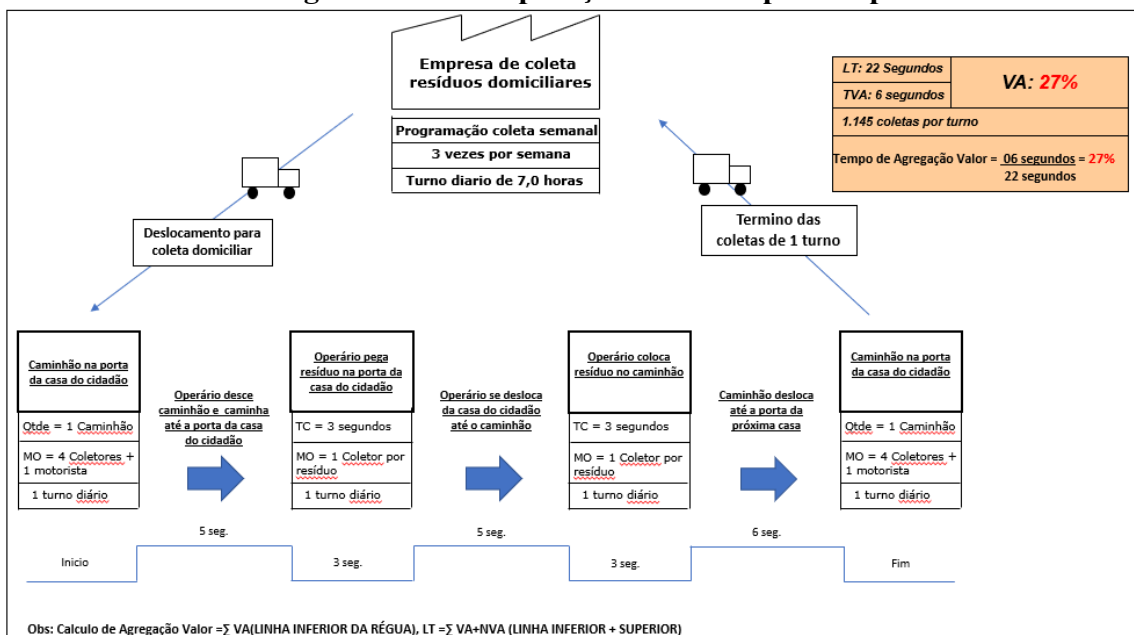 Empresa de coleta
resíduos domiciliares
Programação coleta semanal
3 vezes por semana
Turno diario de 7,0 horas
LT: 22 Segundos
TVA: 6 segundos
VA: 27%
1.145 coletas por turno
Tempo de Agregação Valor = 06 segundos = 27%
22 segundos
Deslocamento para
coleta domiciliar
Termino das
coletas de 1 turno
Caminhão na porta
da casa do cidadão
Qtde = 1 Caminhão
MO = 4 Coletores +
1 motorista
1 turno diário
Operário desce
caminhão e caminha
até a porta da casa
do cidadão
Operário pega
resíduo na porta da
casa do cidadão
TC = 3 segundos
MO = 1 Coletor por
resíduo
1 turno diário
Operário se desloca
da casa do cidadão
até o caminhão
Operário coloca
resíduo no caminhão
TC = 3 segundos
MO = 1 Coletor por
resíduo
1 turno diário
Caminhão desloca
até a porta da
próxima casa
Caminhão na porta
da casa do cidadão
Qtde = 1 Caminhão
MO = 4 Coletores +
1 motorista
1 turno diário
Inicio
5 seg.
3 seg.
5 seg.
3 seg.
6 seg.
Fim
Obs: Calculo de Agregação Valor =∑ VA(LINHA INFERIOR DA RÉGUA), LT =∑ VA+NVA (LINHA INFERIOR + SUPERIOR)